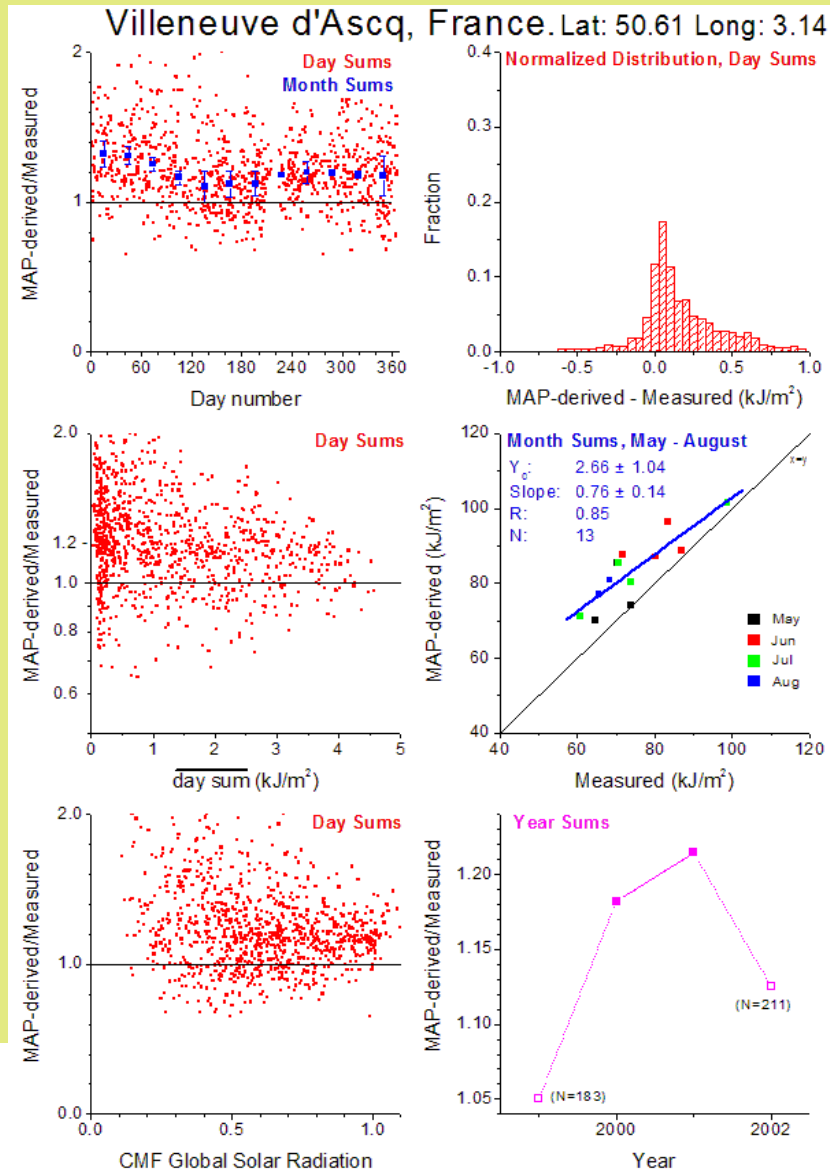 Villeneuve d'Ascq, France. Lat: 50.61 Long: 3.14
Day Sums
Month Sums
MAP-derived/Measured
2
1
0
0 60 120 180 240 300 360
Day number
Normalized Distribution, Day Sums
Fraction
0.4
0.3
0.2
0.1
0.0
-1.0 -0.5 0.0 0.5 1.0
MAP-derived - Measured (kJ/m²)
Day Sums
MAP-derived/Measured
2.0
1.2
1.0
0.8
0.6
0 1 2 3 4 5
day sum (kJ/m²)
Month Sums, May - August
Y₀: 2.66 ± 1.04
Slope: 0.76 ± 0.14
R: 0.85
N: 13
x=y
May
Jun
Jul
Aug
MAP-derived (kJ/m²)
120
100
80
60
40
40 60 80 100 120
Measured (kJ/m²)
Day Sums
MAP-derived/Measured
2.0
1.0
0.0
0.0 0.5 1.0
CMF Global Solar Radiation
Year Sums
MAP-derived/Measured
1.20
1.15
1.10
1.05
(N=211)
(N=183)
2000 2002
Year